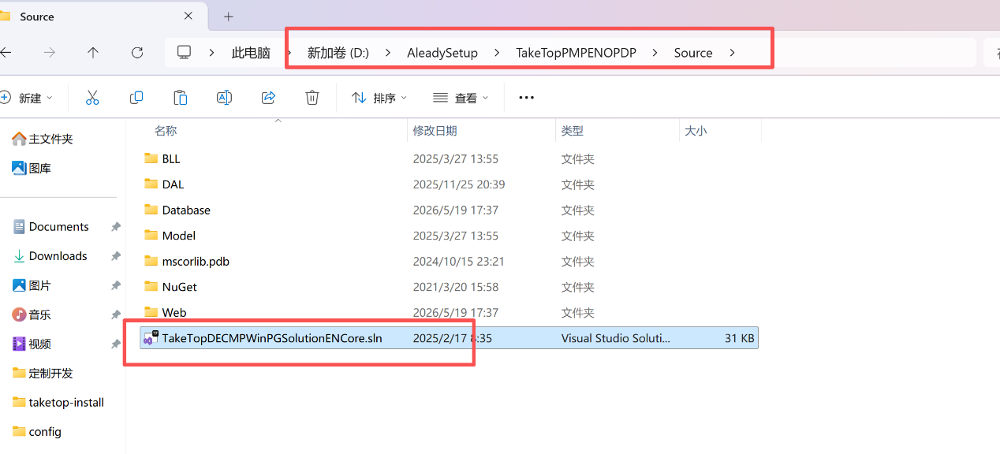 Source
此电脑 新加卷 (D:) AleadySetup TakeTopPMPENOPDP Source
新建 排序 查看
名称 修改日期 类型 大小
主文件夹
图库
Documents
Downloads
图片
音乐
视频
定制开发
taketop-install
config
BLL 2025/3/27 13:55 文件夹
DAL 2025/11/25 20:39 文件夹
Database 2026/5/19 17:37 文件夹
Model 2025/3/27 13:55 文件夹
mscorlib.pdb 2024/10/15 23:21 文件夹
NuGet 2021/3/20 15:58 文件夹
Web 2026/5/19 17:37 文件夹
TakeTopDECMPWinPGSolutionENCore.sln 2025/2/17 8:35 Visual Studio Soluti... 31 KB